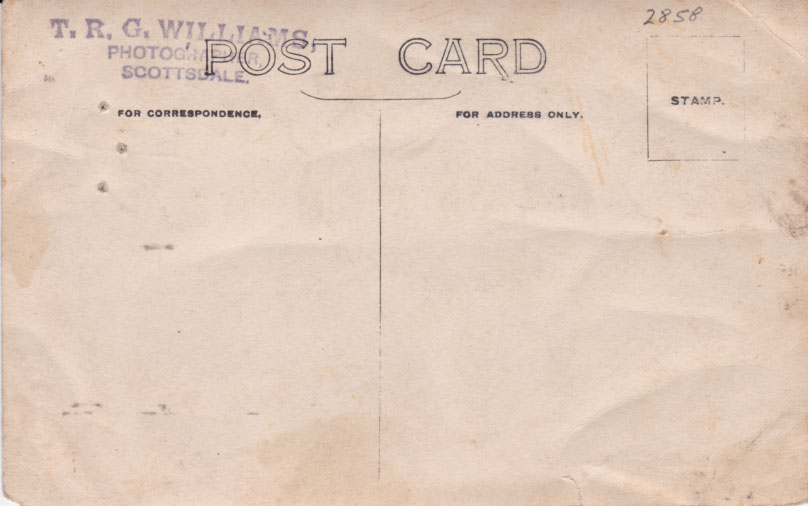 T. R. G. WILLIAMS,
PHOTOGRAPHER,
SCOTTSDALE.
2858
POST CARD
FOR CORRESPONDENCE.
FOR ADDRESS ONLY.
STAMP.